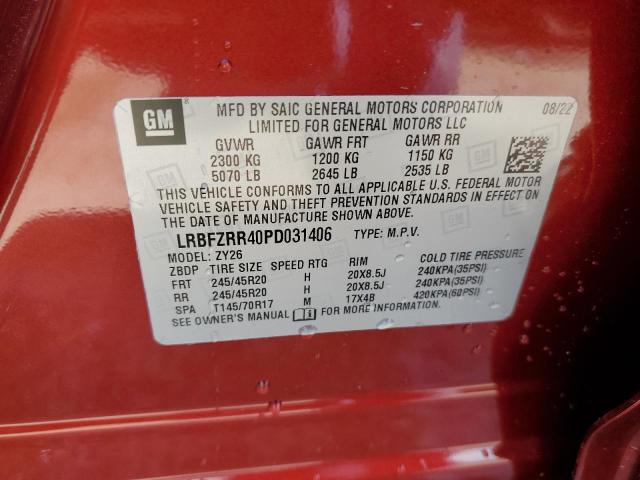 GM
MFD BY SAIC GENERAL MOTORS CORPORATION 08/22
LIMITED FOR GENERAL MOTORS LLC
GVWR GAWR FRT GAWR RR
2300 KG 1200 KG 1150 KG
5070 LB 2645 LB 2535 LB
THIS VEHICLE CONFORMS TO ALL APPLICABLE U.S. FEDERAL MOTOR
VEHICLE SAFETY AND THEFT PREVENTION STANDARDS IN EFFECT ON
THE DATE OF MANUFACTURE SHOWN ABOVE.
LRBFZRR40PD031406 TYPE: M.P.V.
MODEL: ZY26
ZBDP TIRE SIZE SPEED RTG RIM COLD TIRE PRESSURE
FRT 245/45R20 H 20X8.5J 240KPA(35PSI)
RR 245/45R20 H 20X8.5J 240KPA(35PSI)
SPA T145/70R17 M 17X4B 420KPA(60PSI)
SEE OWNER'S MANUAL FOR MORE INFORMATION.